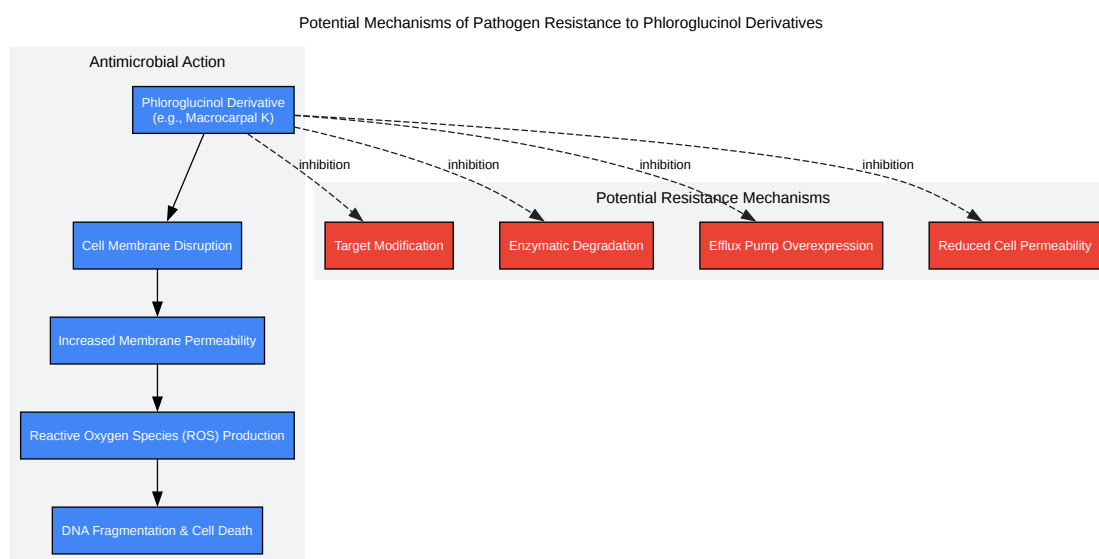 Potential Mechanisms of Pathogen Resistance to Phloroglucinol Derivatives
Antimicrobial Action
Phloroglucinol Derivative
(e.g., Macrocarpal K)
inhibition
inhibition
inhibition
inhibition
Potential Resistance Mechanisms
Cell Membrane Disruption
Target Modification
Enzymatic Degradation
Efflux Pump Overexpression
Reduced Cell Permeability
Increased Membrane Permeability
Reactive Oxygen Species (ROS) Production
DNA Fragmentation & Cell Death